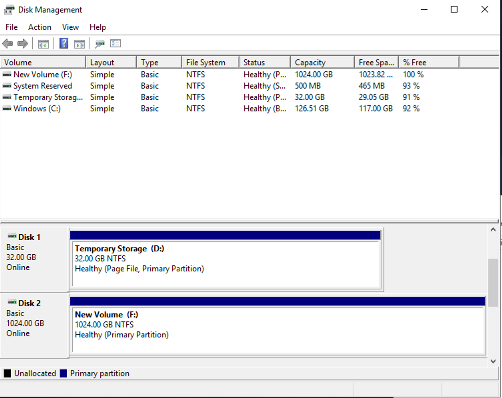 Disk Management
File Action View Help
Volume Layout Type File System Status Capacity Free Spa... % Free
New Volume (F:) Simple Basic NTFS Healthy (P... 1024.00 GB 1023.82 ... 100 %
System Reserved Simple Basic NTFS Healthy (S... 500 MB 465 MB 93 %
Temporary Storag... Simple Basic NTFS Healthy (P... 32.00 GB 29.05 GB 91 %
Windows (C:) Simple Basic NTFS Healthy (B... 126.51 GB 117.00 GB 92 %
Disk 1
Basic
32.00 GB
Online
Temporary Storage (D:)
32.00 GB NTFS
Healthy (Page File, Primary Partition)
Disk 2
Basic
1024.00 GB
Online
New Volume (F:)
1024.00 GB NTFS
Healthy (Primary Partition)
Unallocated Primary partition